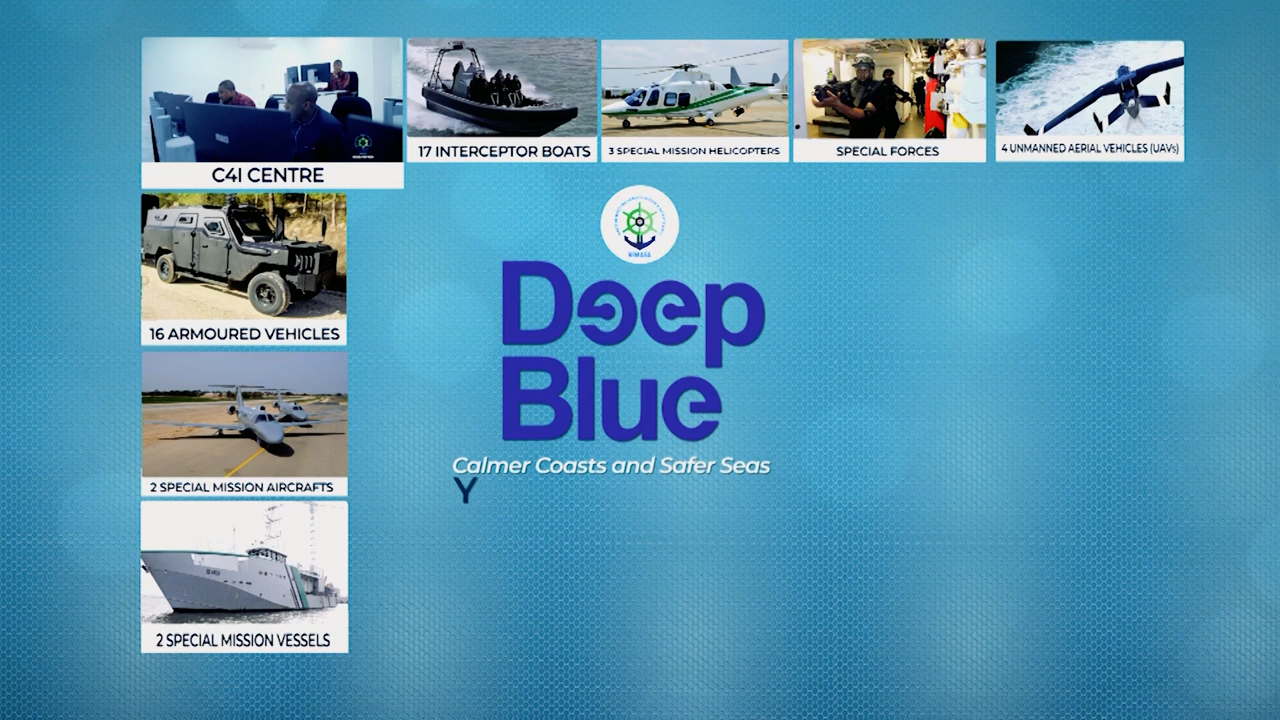 C4I CENTRE
17 INTERCEPTOR BOATS
3 SPECIAL MISSION HELICOPTERS
SPECIAL FORCES
4 UNMANNED AERIAL VEHICLES (UAVs)
16 ARMOURED VEHICLES
2 SPECIAL MISSION AIRCRAFTS
2 SPECIAL MISSION VESSELS
NIMASA
Deep
Blue
Calmer Coasts and Safer Seas
Y